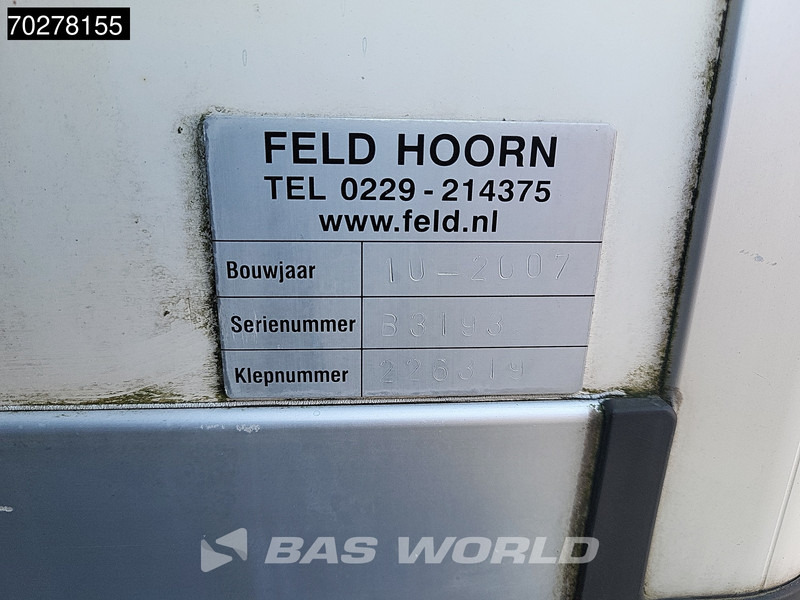 70278155
FELD HOORN
TEL 0229 - 214375
www.feld.nl
Bouwjaar 10-2007
Serienummer B3193
Klepnummer 226319
BAS WORLD